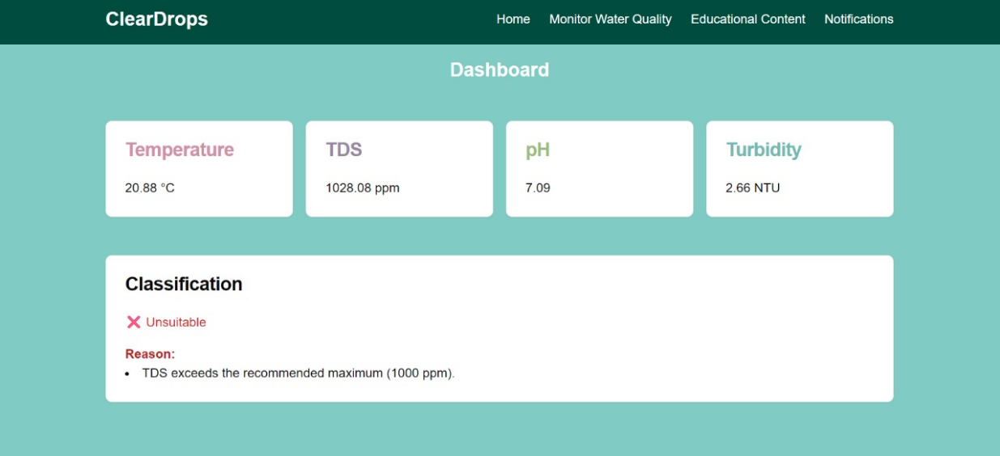 ClearDrops
Home Monitor Water Quality Educational Content Notifications
Dashboard
Temperature
20.88 °C
TDS
1028.08 ppm
pH
7.09
Turbidity
2.66 NTU
Classification
❌ Unsuitable
Reason:
• TDS exceeds the recommended maximum (1000 ppm).